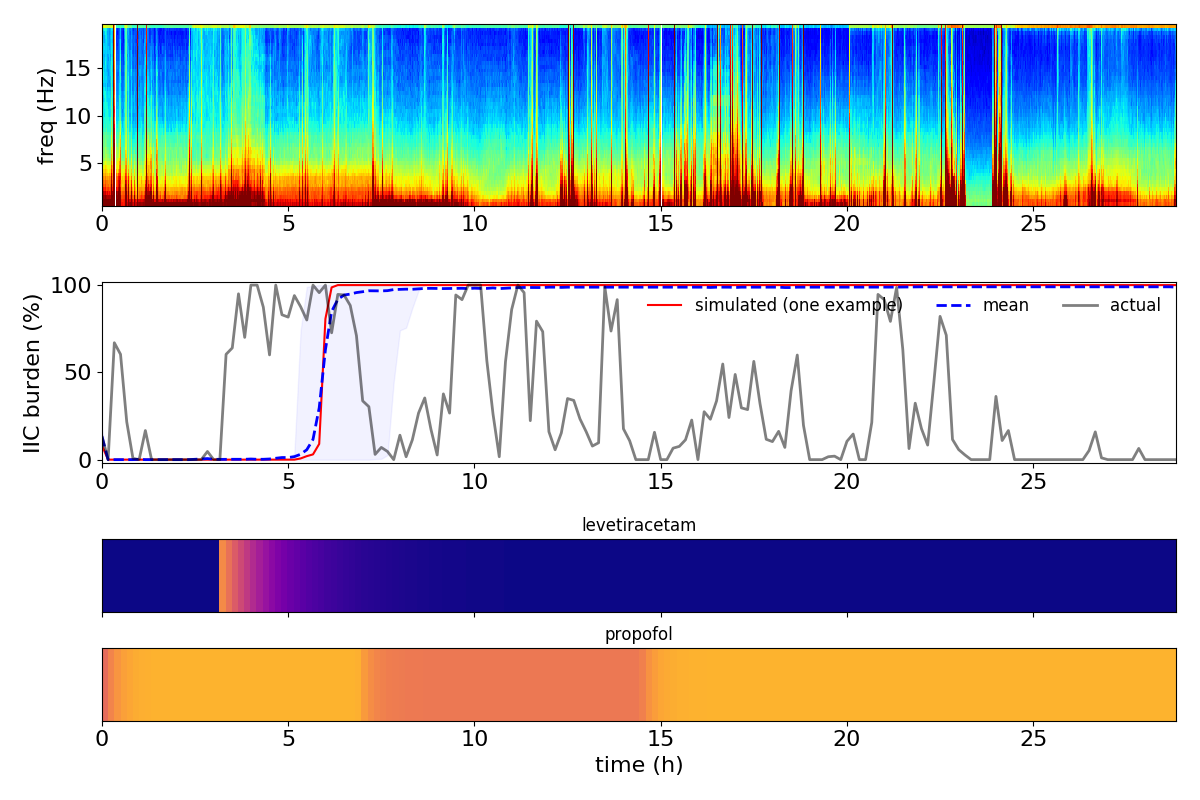 freq (Hz)
15
10
5
0 5 10 15 20 25
IIC burden (%)
100
50
0
simulated (one example) mean actual
0 5 10 15 20 25
levetiracetam
propofol
0 5 10 15 20 25
time (h)